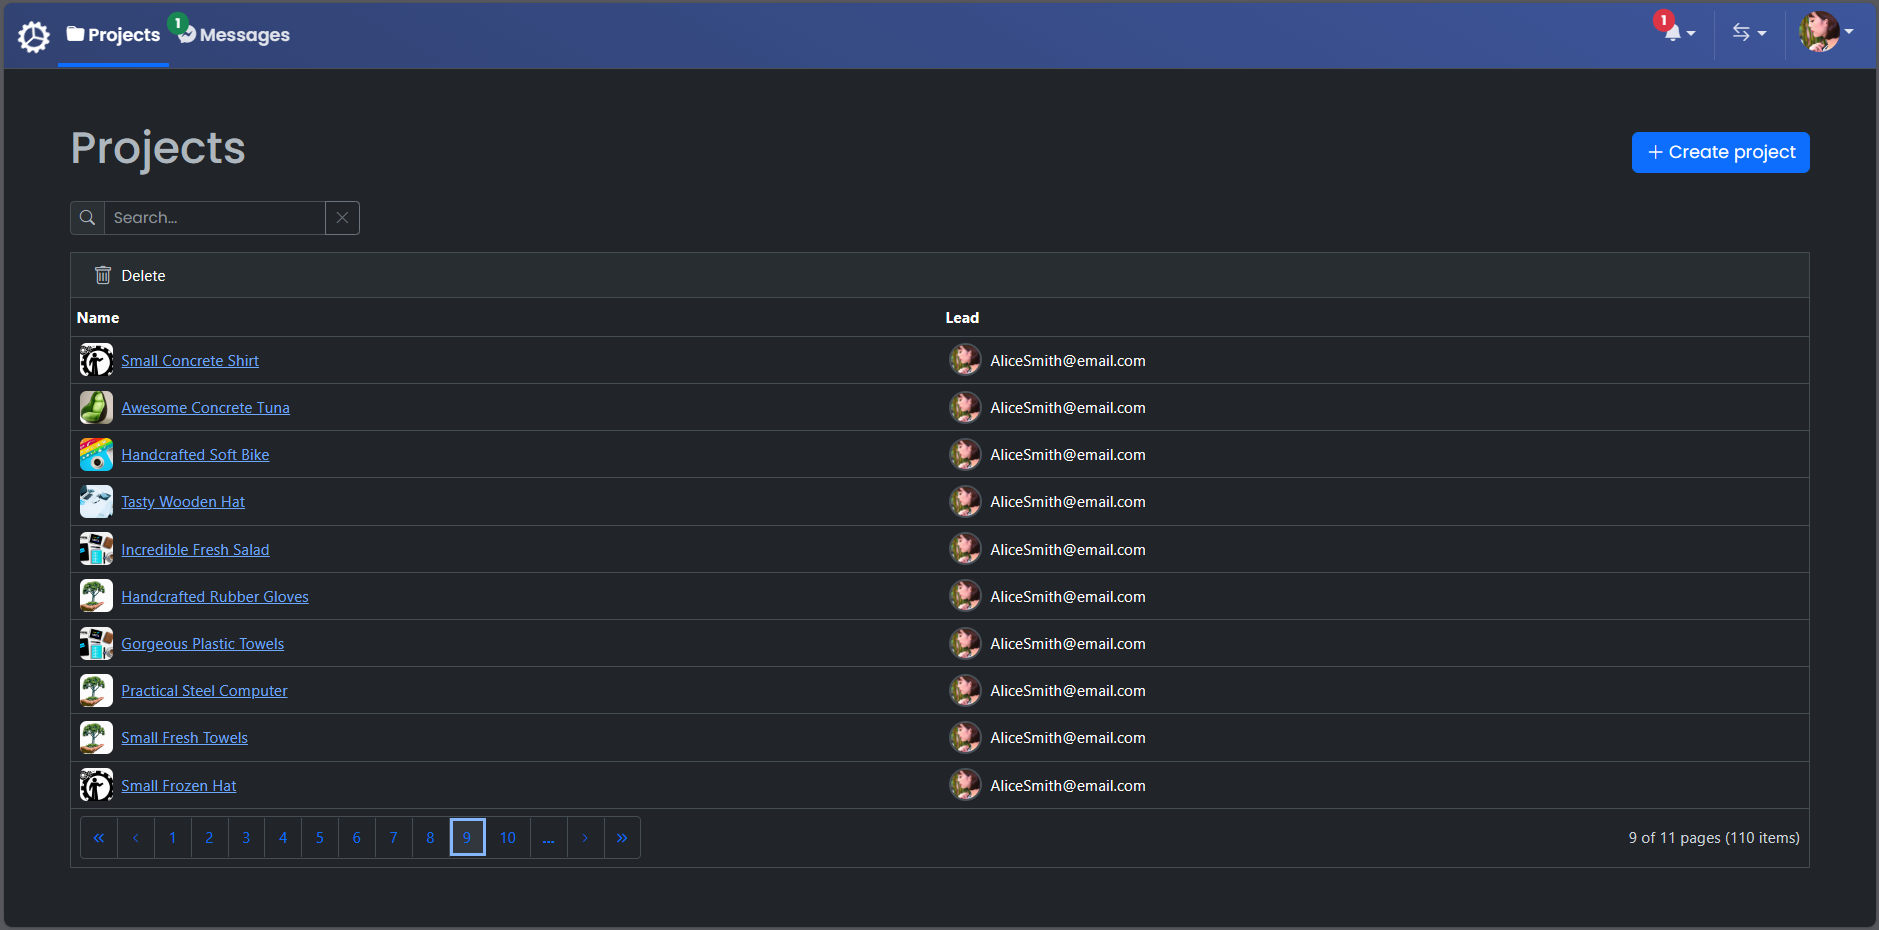 Projects 1 Messages 1
Projects
+ Create project
Search...
Delete
Name Lead
Small Concrete Shirt AliceSmith@email.com
Awesome Concrete Tuna AliceSmith@email.com
Handcrafted Soft Bike AliceSmith@email.com
Tasty Wooden Hat AliceSmith@email.com
Incredible Fresh Salad AliceSmith@email.com
Handcrafted Rubber Gloves AliceSmith@email.com
Gorgeous Plastic Towels AliceSmith@email.com
Practical Steel Computer AliceSmith@email.com
Small Fresh Towels AliceSmith@email.com
Small Frozen Hat AliceSmith@email.com
« ‹ 1 2 3 4 5 6 7 8 9 10 ... › » 9 of 11 pages (110 items)